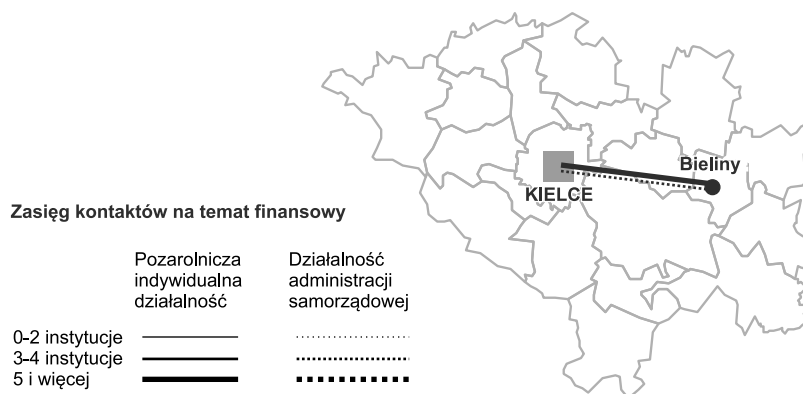 Bieliny
KIELCE
Zasięg kontaktów na temat finansowy
Pozarolnicza
indywidualna
działalność
Działalność
administracji
samorządowej
0-2 instytucje
3-4 instytucje
5 i więcej